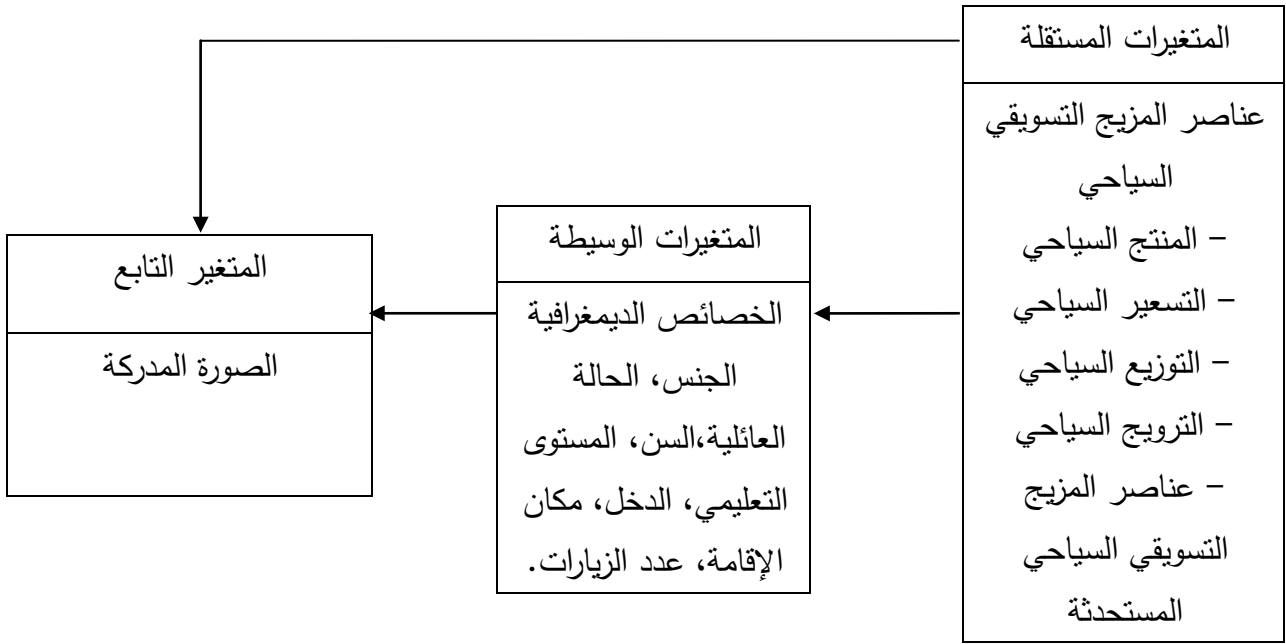 المتغيرات المستقلة
عناصر المزيج التسويقي
السياحي
– المنتج السياحي
– التسعير السياحي
– التوزيع السياحي
– الترويج السياحي
– عناصر المزيج
التسويقي السياحي
المستحدثة
المتغيرات الوسيطة
الخصائص الديمغرافية
الجنس، الحالة
العائلية،السن، المستوى
التعليمي، الدخل، مكان
الإقامة، عدد الزيارات.
المتغير التابع
الصورة المدركة